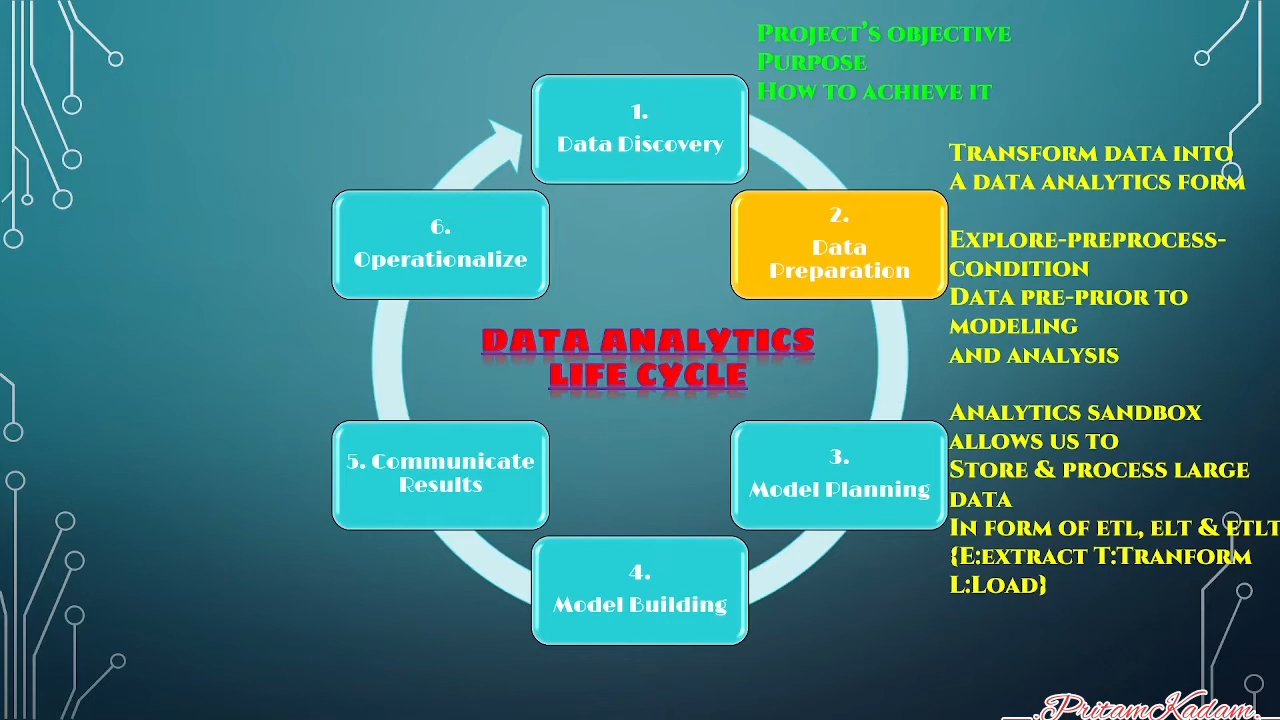 Project's objective
Purpose
How to achieve it
1.
Data Discovery
Transform data into
A data analytics form
2.
Data
Preparation
Explore-preprocess-
condition
Data pre-prior to
modeling
and analysis
6.
Operationalize
DATA ANALYTICS
LIFE CYCLE
Analytics sandbox
allows us to
Store & process large
data
In form of ETL, ELT & ETLT
{E:extract T:Tranform
L:Load}
3.
Model Planning
5. Communicate
Results
4.
Model Building
.PritamKadam.